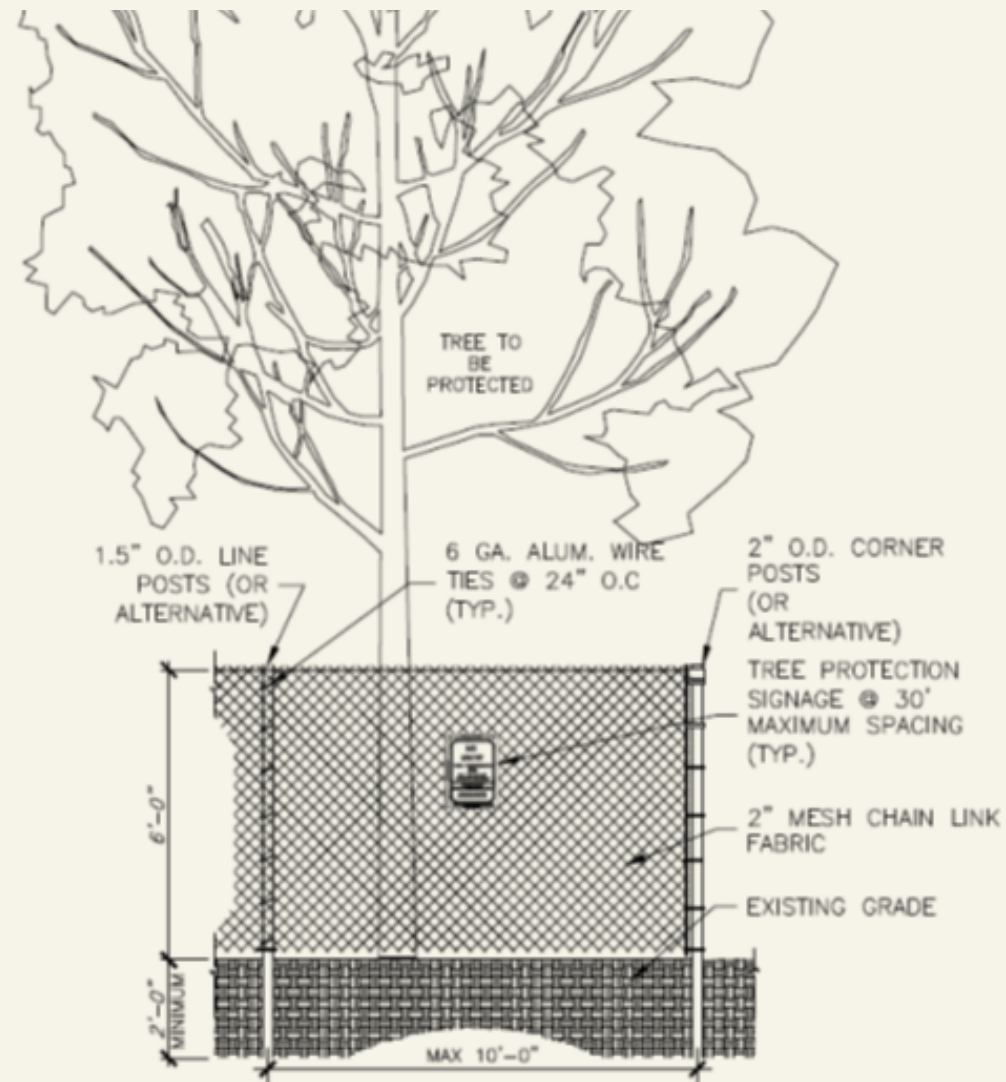 TREE TO
BE
PROTECTED
1.5" O.D. LINE
POSTS (OR
ALTERNATIVE)
6 GA. ALUM. WIRE
TIES @ 24" O.C
(TYP.)
2" O.D. CORNER
POSTS
(OR
ALTERNATIVE)
TREE PROTECTION
SIGNAGE @ 30'
MAXIMUM SPACING
(TYP.)
2" MESH CHAIN LINK
FABRIC
EXISTING GRADE
6'-0"
2'-0"
MINIMUM
MAX 10'-0"